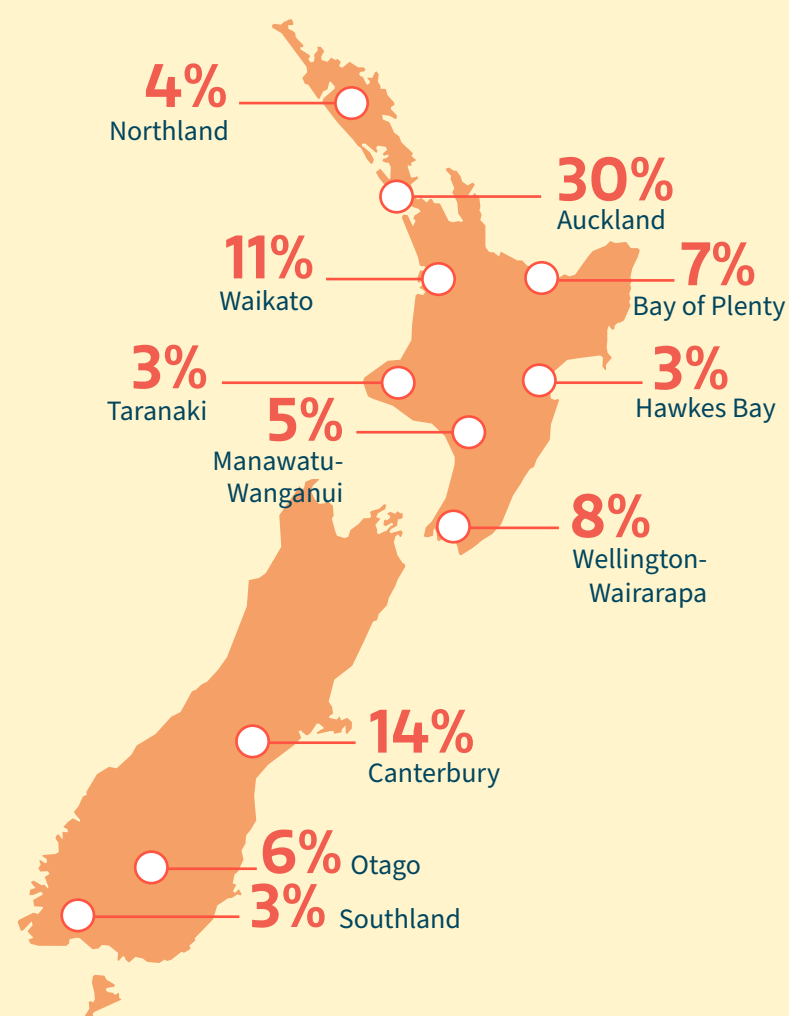 4%
Northland
30%
Auckland
11%
Waikato
7%
Bay of Plenty
3%
Taranaki
3%
Hawkes Bay
5%
Manawatu-
Wanganui
8%
Wellington-
Wairarapa
14%
Canterbury
6% Otago
3% Southland